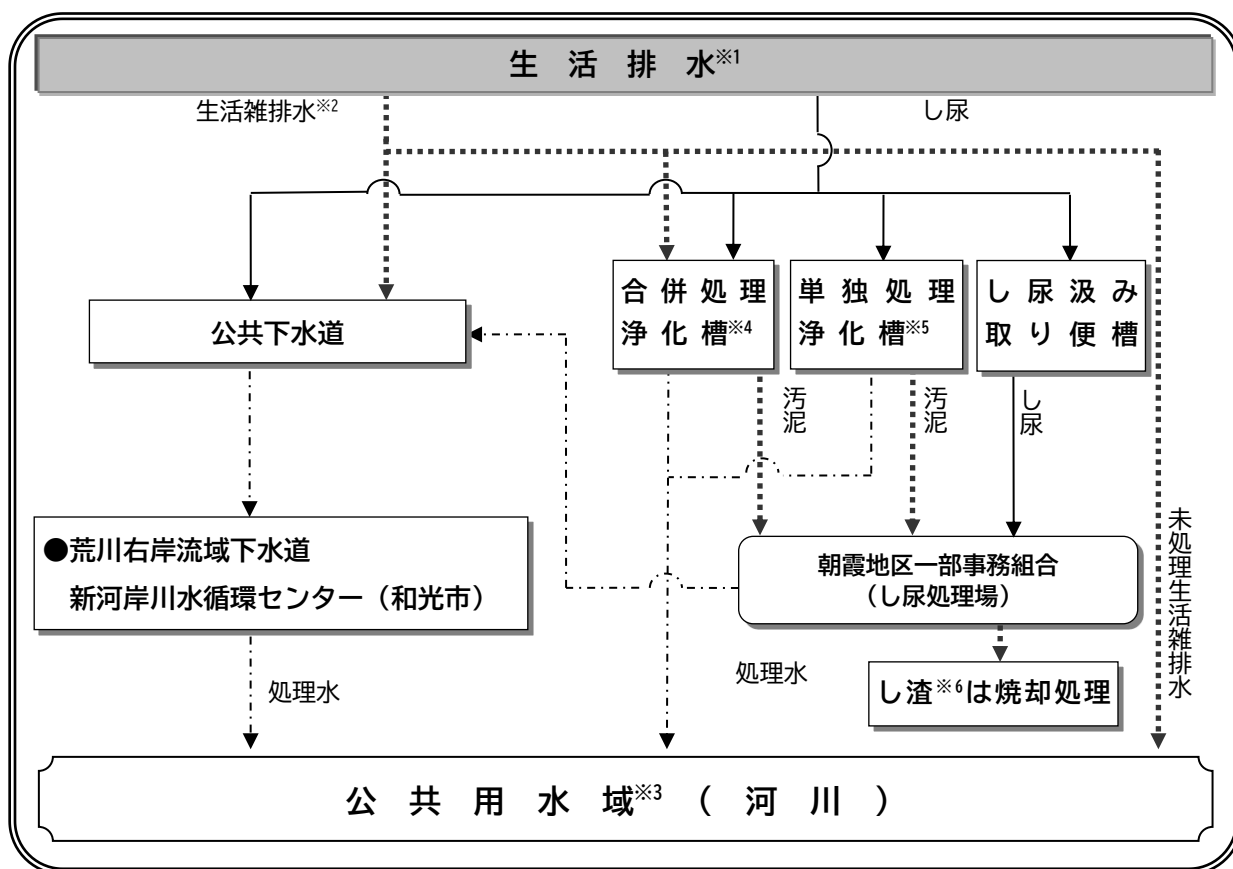 生活排水※1
生活雑排水※2
し尿
合併処理
浄化槽※4
単独処理
浄化槽※5
し尿汲み
取り便槽
公共下水道
汚泥
汚泥
し尿
●荒川右岸流域下水道
新河岸川水循環センター（和光市）
朝霞地区一部事務組合
（し尿処理場）
未処理生活雑排水
処理水
処理水
し渣※6は焼却処理
公共用水域※3（河川）